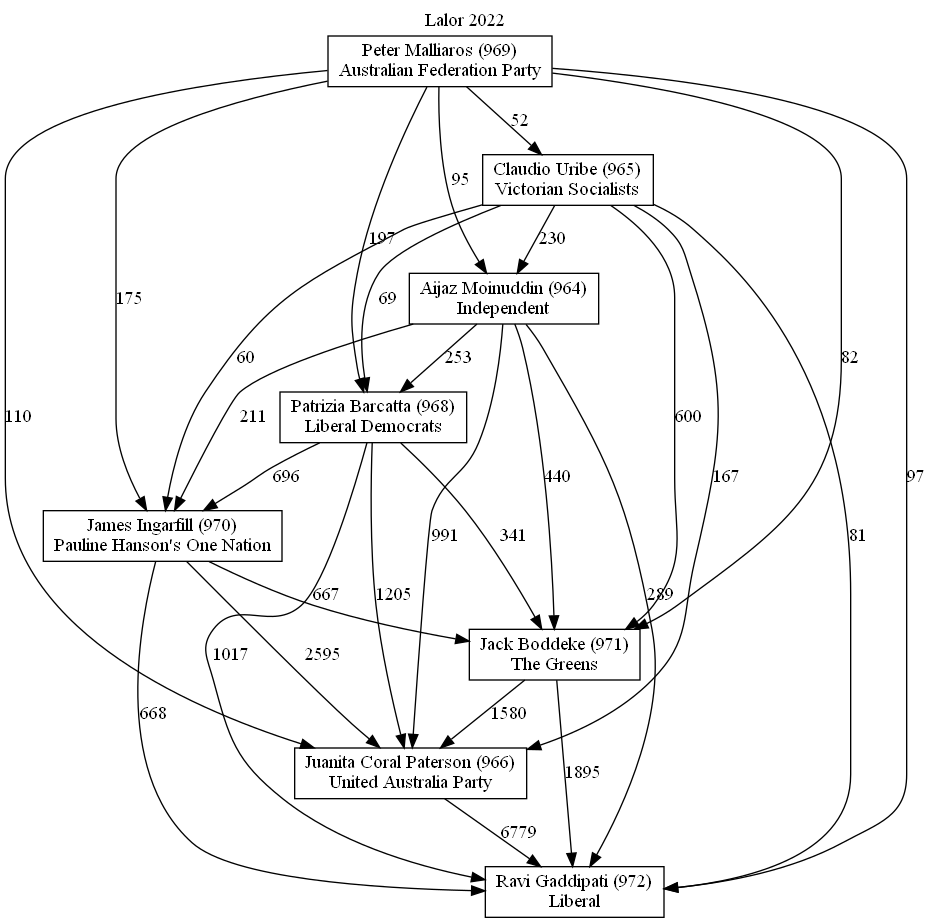 Lalor 2022
Peter Malliaros (969)
Australian Federation Party
52
Claudio Uribe (965)
Victorian Socialists
95
197
230
69
Aijaz Moinuddin (964)
Independent
175
60
253
82
211
110
Patrizia Barcatta (968)
Liberal Democrats
600
696
440
167
97
James Ingarfill (970)
Pauline Hanson's One Nation
991
341
81
667
1205
289
Jack Boddeke (971)
The Greens
1017
2595
668
1580
Juanita Coral Paterson (966)
United Australia Party
1895
6779
Ravi Gaddipati (972)
Liberal